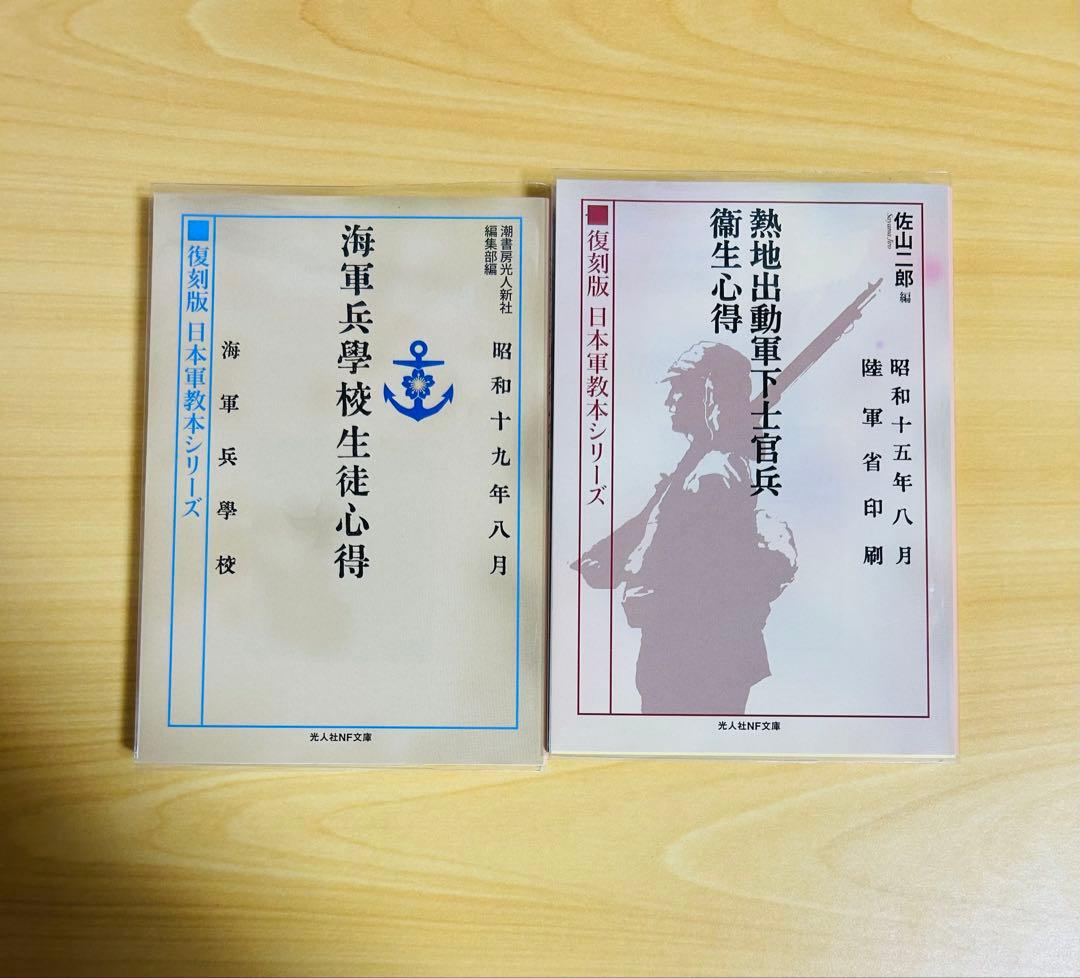 潮書房光人新社
編集部編
昭和十九年八月
海軍兵學校生徒心得
海軍兵學校
復刻版 日本軍教本シリーズ
光人社NF文庫
佐山二郎 編
Sayama Jiro
昭和十五年八月
陸軍省印刷
熱地出動軍下士官兵
衞生心得
復刻版 日本軍教本シリーズ
光人社NF文庫